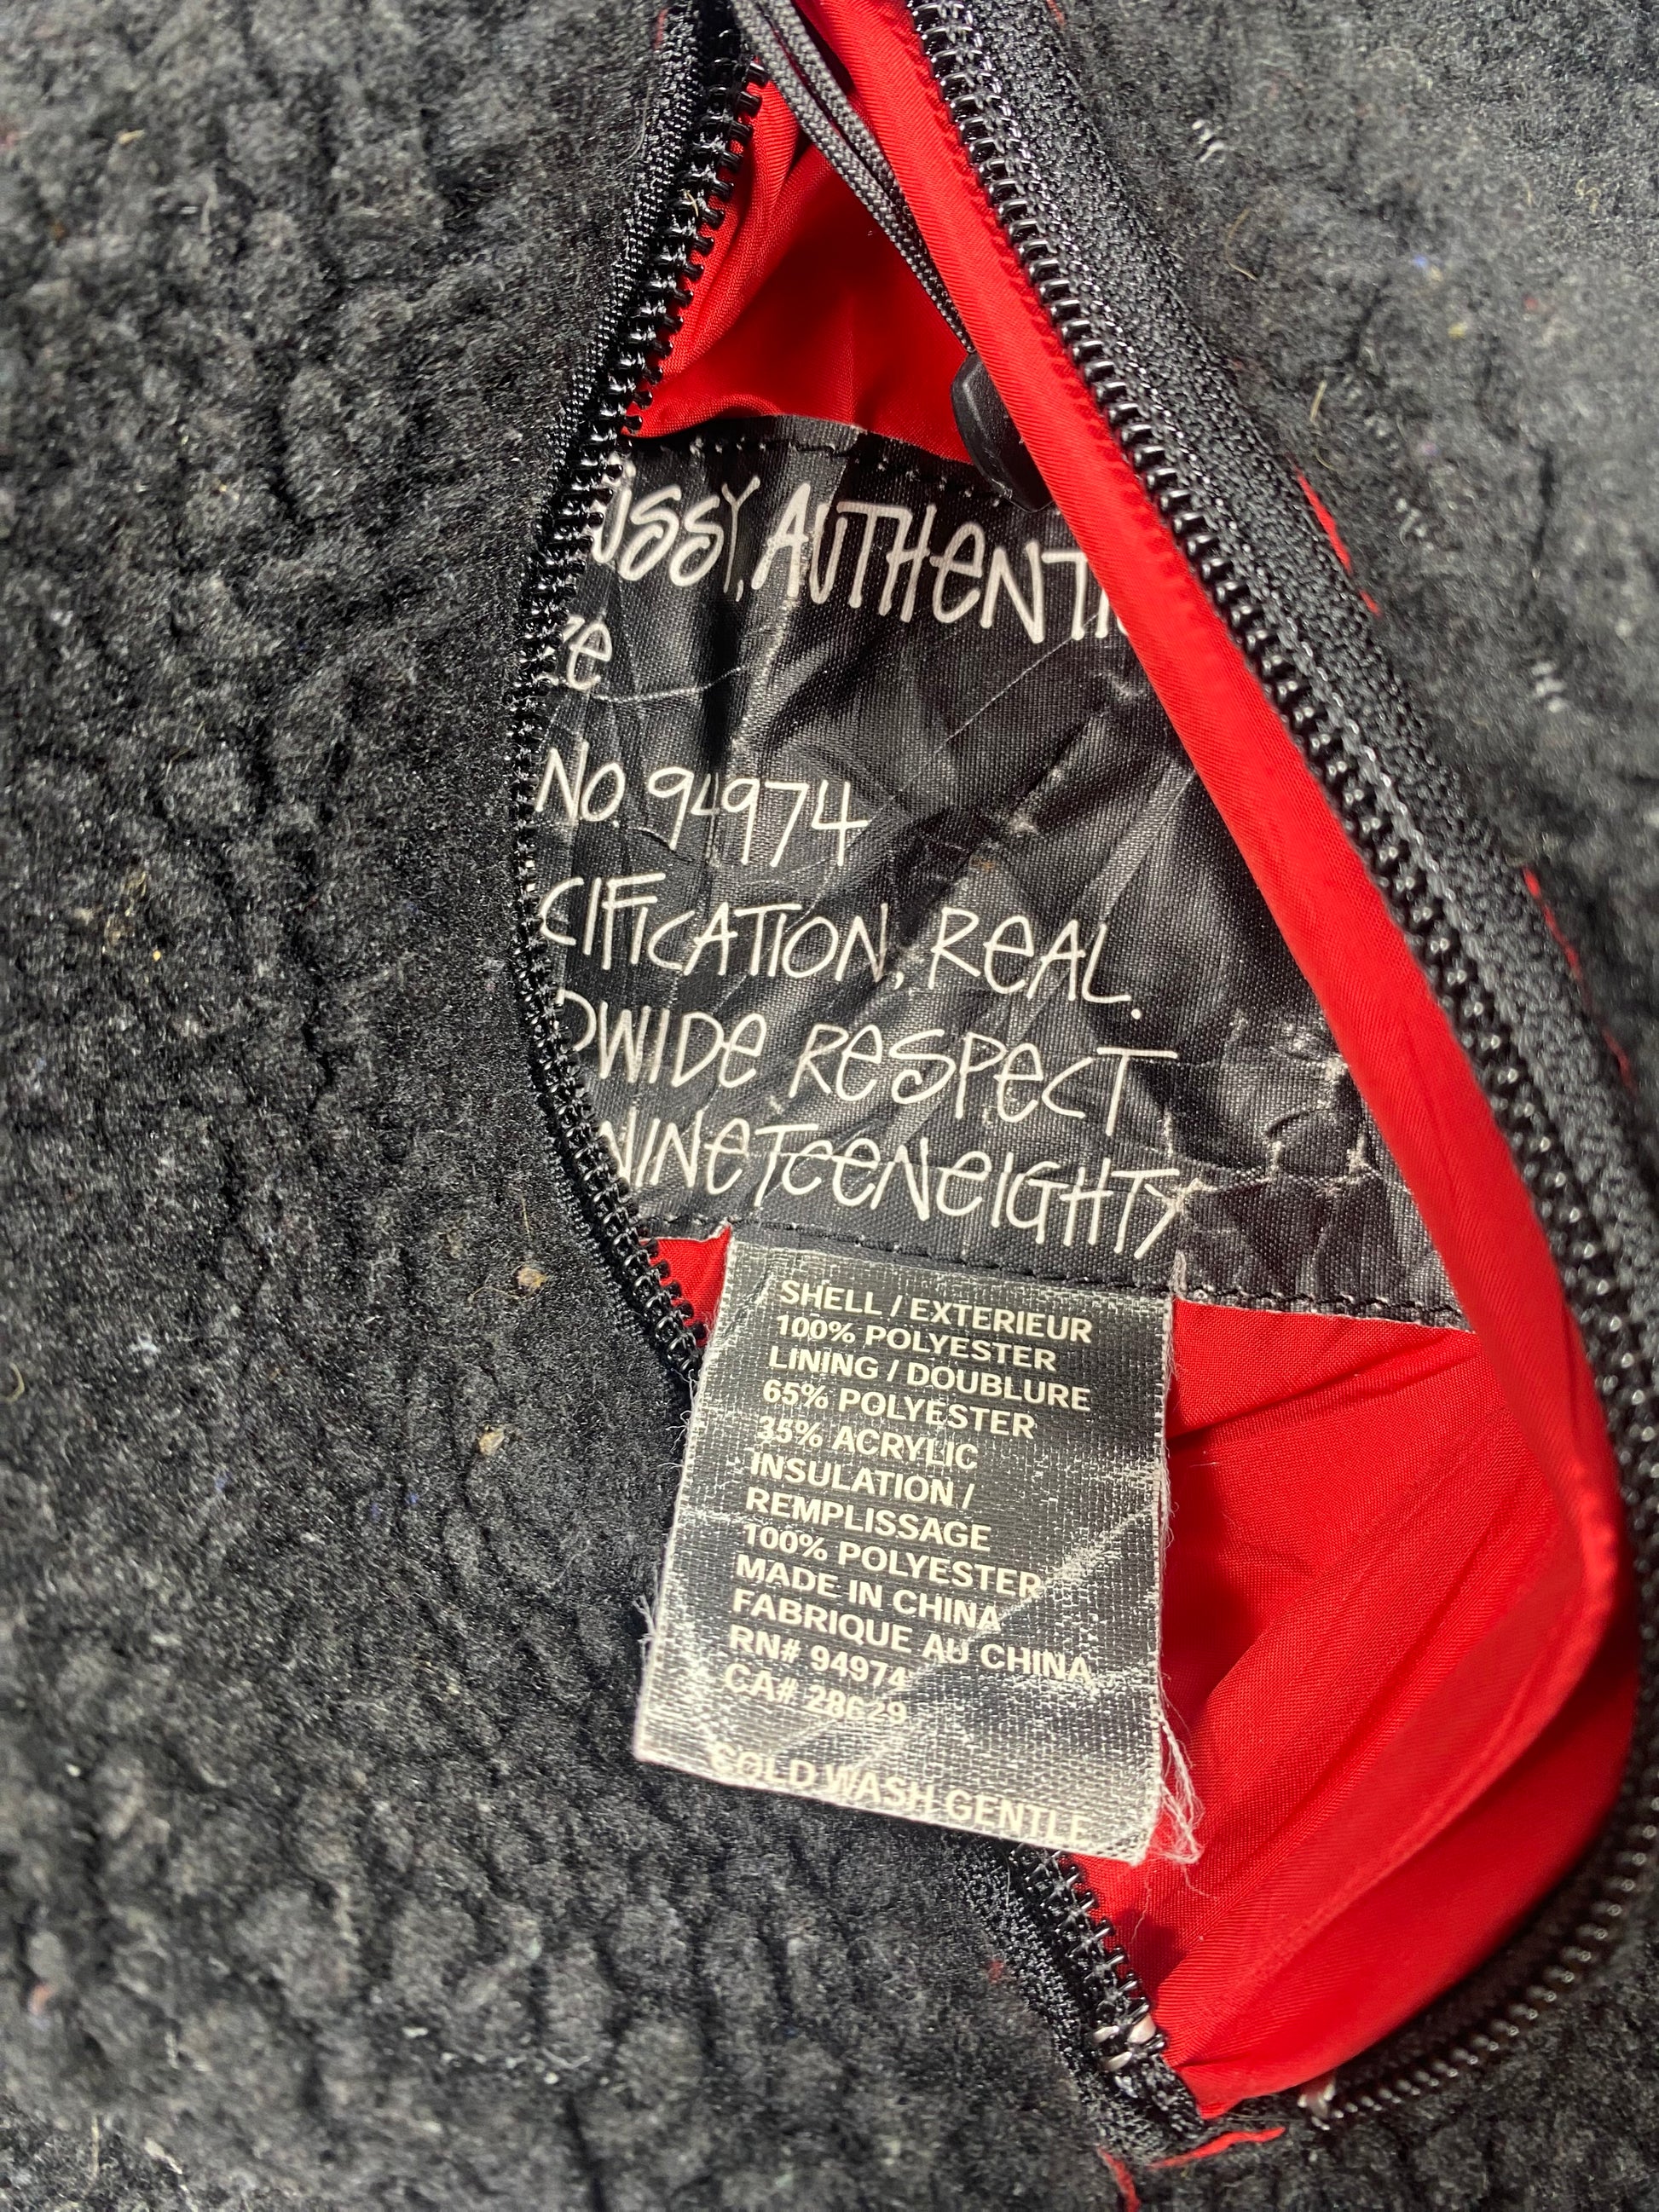 USSY, AUTHENTIC
ze
NO. 94974
CIFICATION, REAL.
DWIDE RESPECT
NINETEENEIGHTY
SHELL / EXTERIEUR
100% POLYESTER
LINING / DOUBLURE
65% POLYESTER
35% ACRYLIC
INSULATION /
REMPLISSAGE
100% POLYESTER
MADE IN CHINA
FABRIQUE AU CHINA
RN# 94974
CA# 28629
COLD WASH GENTLE